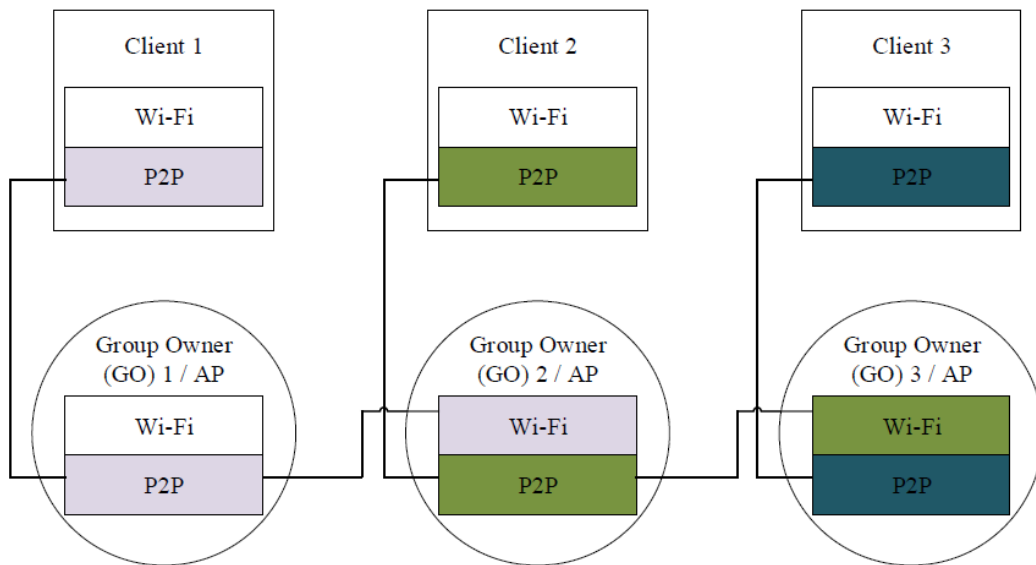 Client 1
Wi-Fi
P2P
Client 2
Wi-Fi
P2P
Client 3
Wi-Fi
P2P
Group Owner
(GO) 1 / AP
Wi-Fi
P2P
Group Owner
(GO) 2 / AP
Wi-Fi
P2P
Group Owner
(GO) 3 / AP
Wi-Fi
P2P